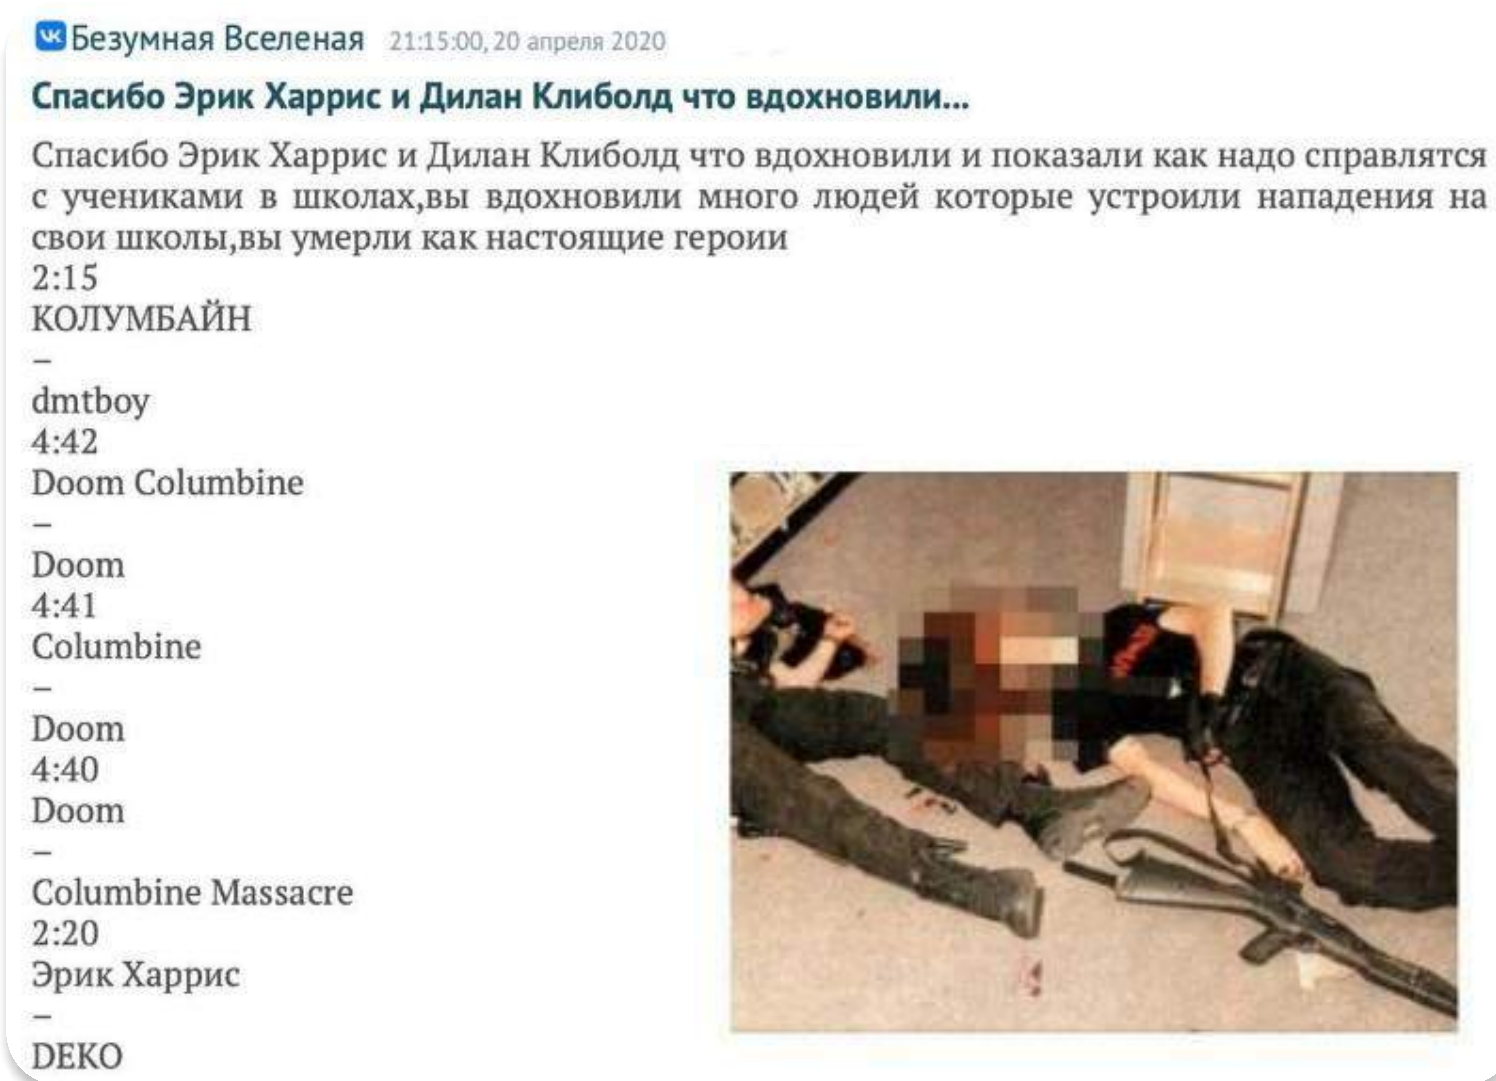 Безумная Вселеная 21:15:00, 20 апреля 2020
Спасибо Эрик Харрис и Дилан Клиболд что вдохновили...
Спасибо Эрик Харрис и Дилан Клиболд что вдохновили и показали как надо справлятся
с учениками в школах,вы вдохновили много людей которые устроили нападения на
свои школы,вы умерли как настоящие героии
2:15
КОЛУМБАЙН
–
dmtboy
4:42
Doom Columbine
–
Doom
4:41
Columbine
–
Doom
4:40
Doom
–
Columbine Massacre
2:20
Эрик Харрис
–
DEKO